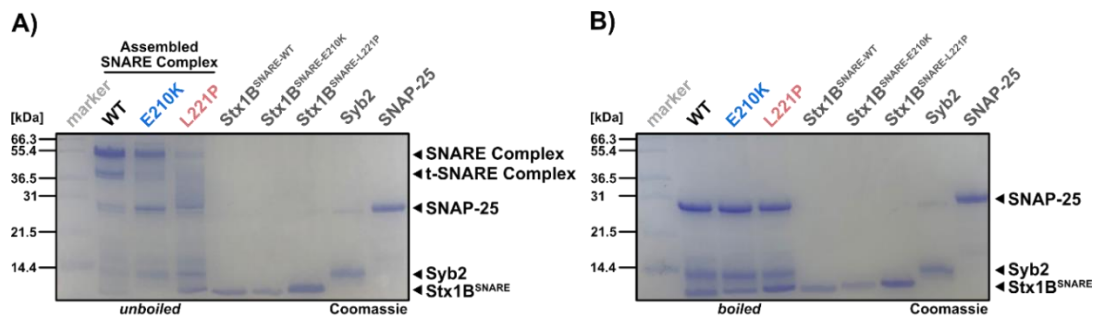 A)
Assembled
SNARE Complex
marker WT E210K L221P Stx1B^SNARE-WT Stx1B^SNARE-E210K Stx1B^SNARE-L221P Syb2 SNAP-25
[kDa]
66.3
55.4
36.5
31
21.5
14.4
SNARE Complex
t-SNARE Complex
SNAP-25
Syb2
Stx1B^SNARE
unboiled Coomassie
B)
marker WT E210K L221P Stx1B^SNARE-WT Stx1B^SNARE-E210K Stx1B^SNARE-L221P Syb2 SNAP-25
[kDa]
66.3
55.4
36.5
31
21.5
14.4
SNAP-25
Syb2
Stx1B^SNARE
boiled Coomassie